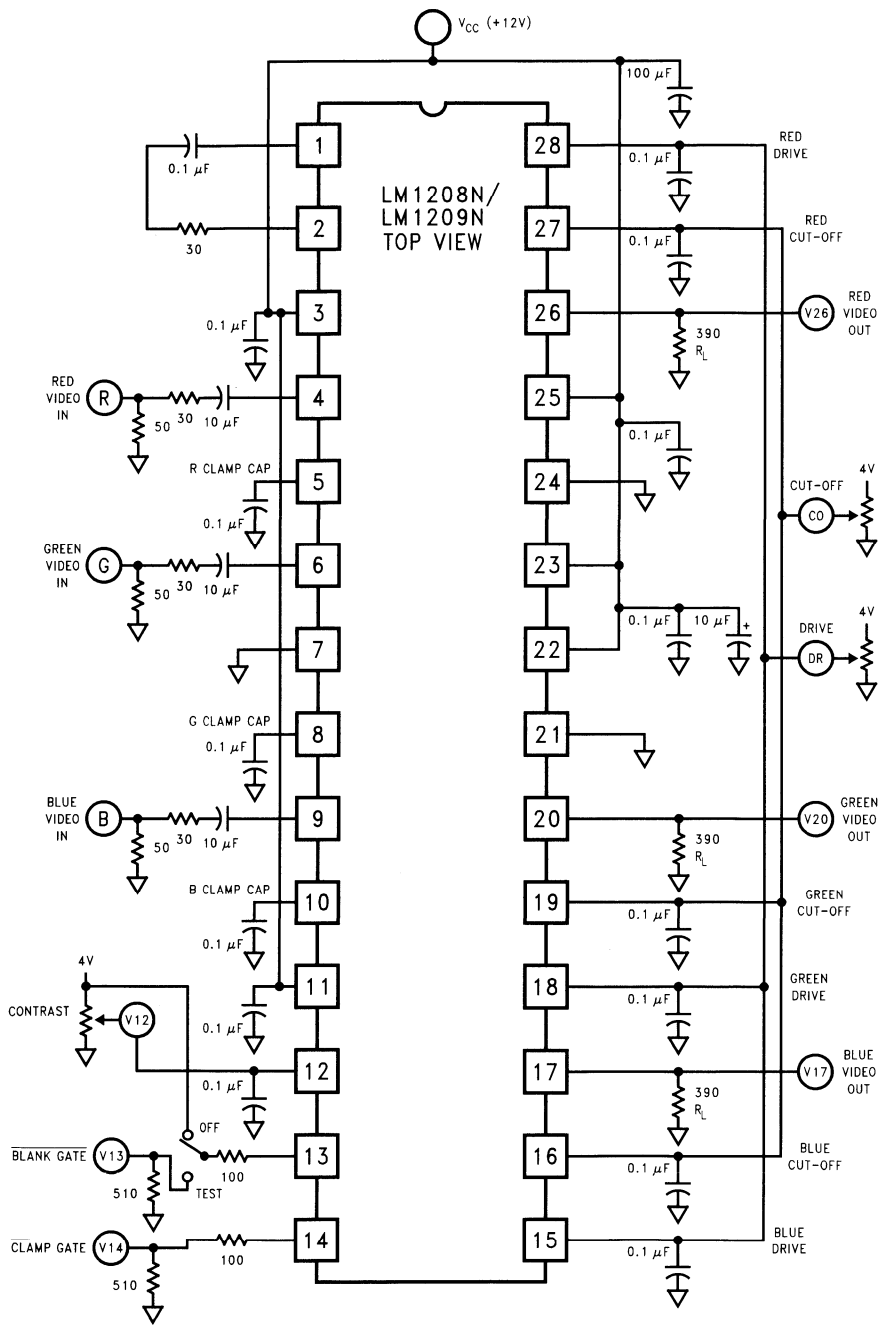 VCC (+12V)
100 μF
1
28
RED
DRIVE
0.1 μF
0.1 μF
LM1208N/
LM1209N
TOP VIEW
2
27
RED
CUT-OFF
30
0.1 μF
3
26
V26
RED
VIDEO
OUT
0.1 μF
390
RL
RED
VIDEO
IN
R
50
30
10 μF
4
25
0.1 μF
R CLAMP CAP
5
24
0.1 μF
CUT-OFF
CO
4V
GREEN
VIDEO
IN
G
50
30
10 μF
6
23
7
22
0.1 μF
10 μF
+
DRIVE
DR
4V
G CLAMP CAP
0.1 μF
8
21
BLUE
VIDEO
IN
B
50
30
10 μF
9
20
V20
GREEN
VIDEO
OUT
390
RL
B CLAMP CAP
10
19
GREEN
CUT-OFF
0.1 μF
0.1 μF
4V
11
18
GREEN
DRIVE
CONTRAST
V12
0.1 μF
0.1 μF
12
17
V17
BLUE
VIDEO
OUT
0.1 μF
390
RL
OFF
BLANK GATE
V13
100
13
16
BLUE
CUT-OFF
510
TEST
0.1 μF
CLAMP GATE
V14
100
14
15
BLUE
DRIVE
510
0.1 μF